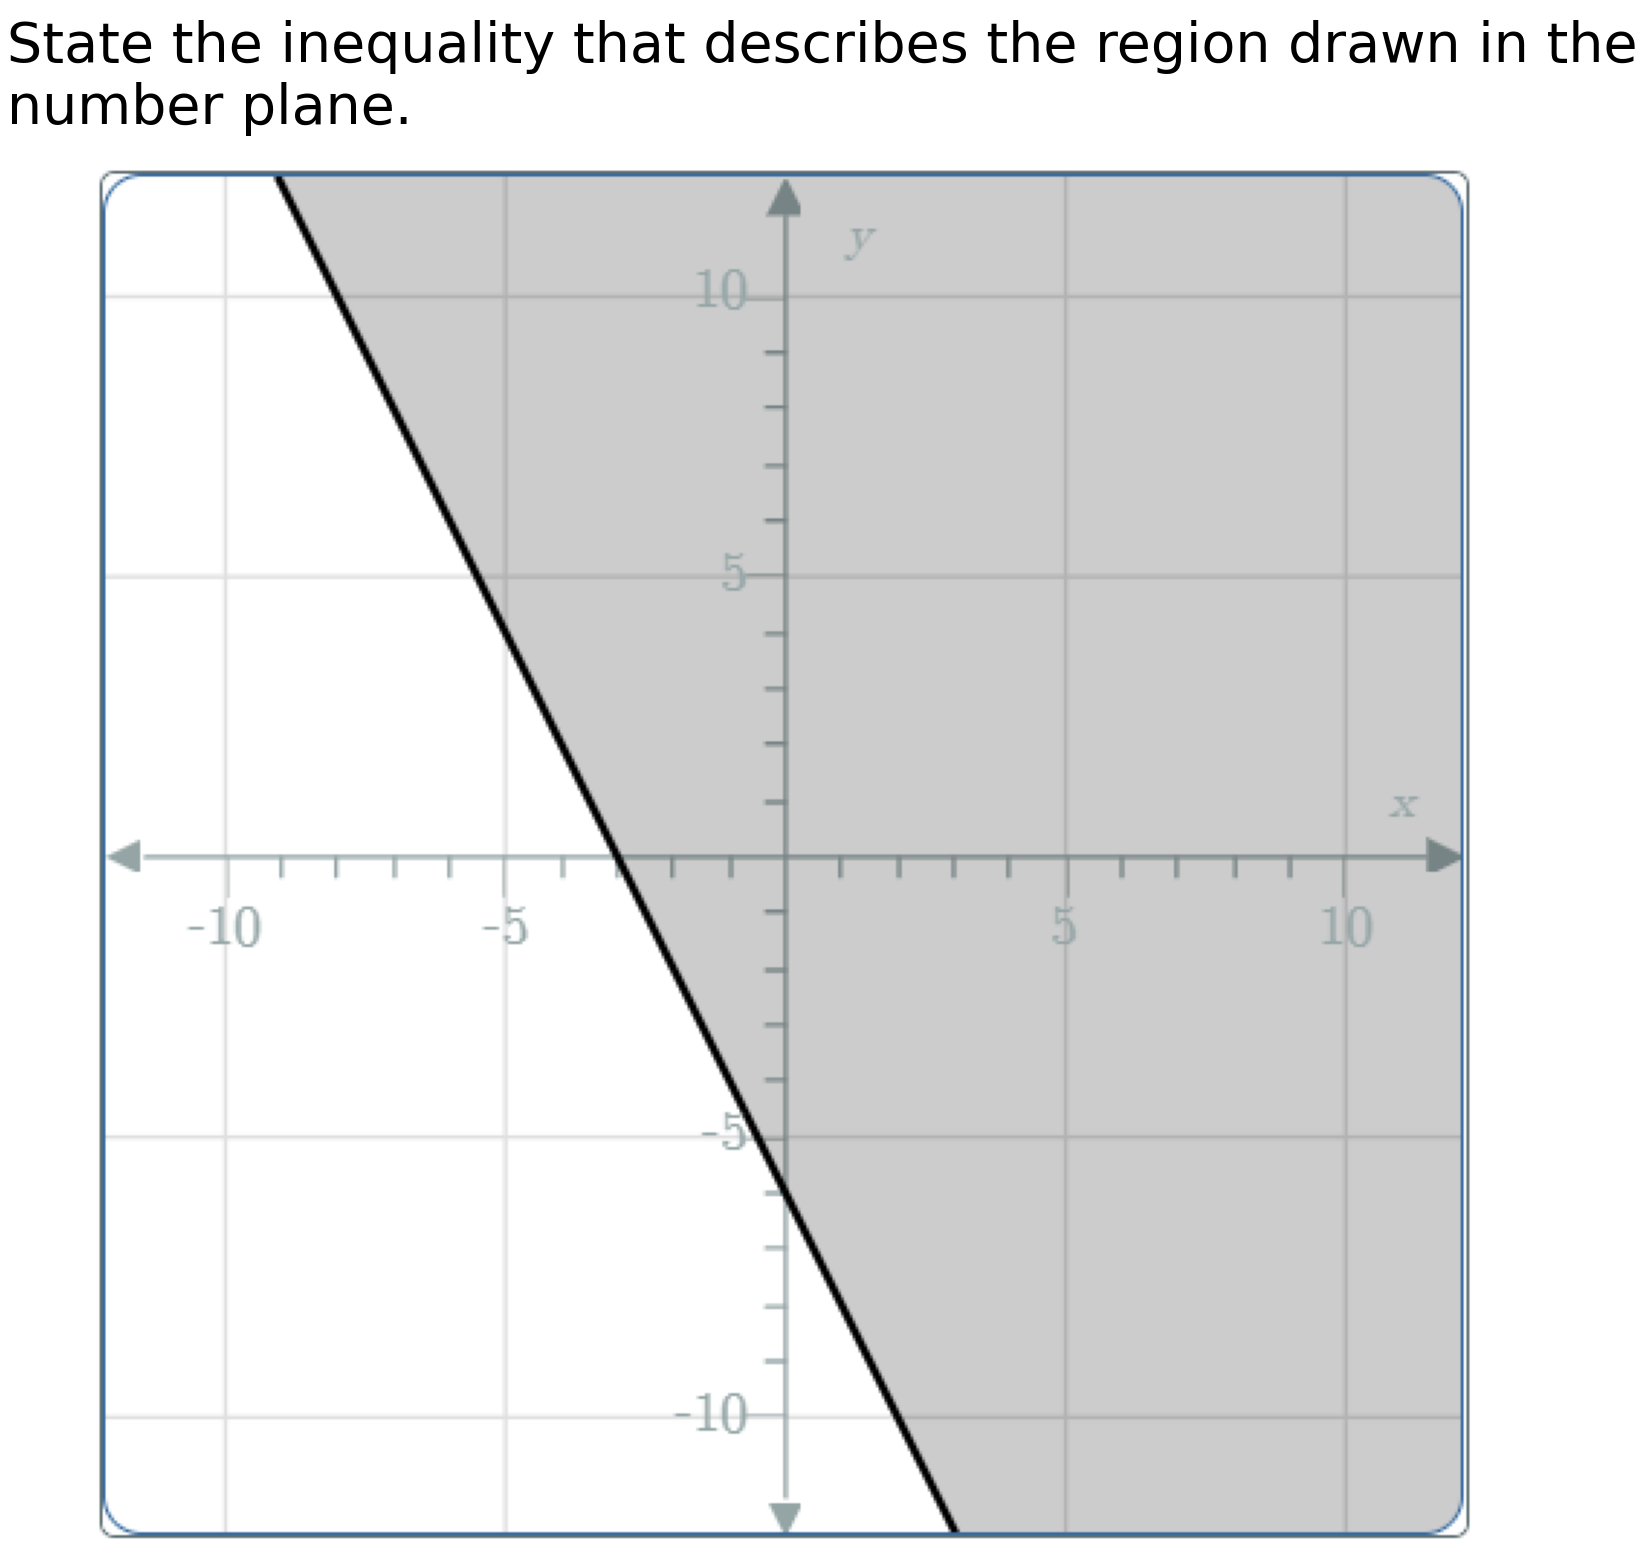 State the inequality that describes the region drawn in the
number plane.
y
10
5
x
-10 -5 5 10
-5
-10